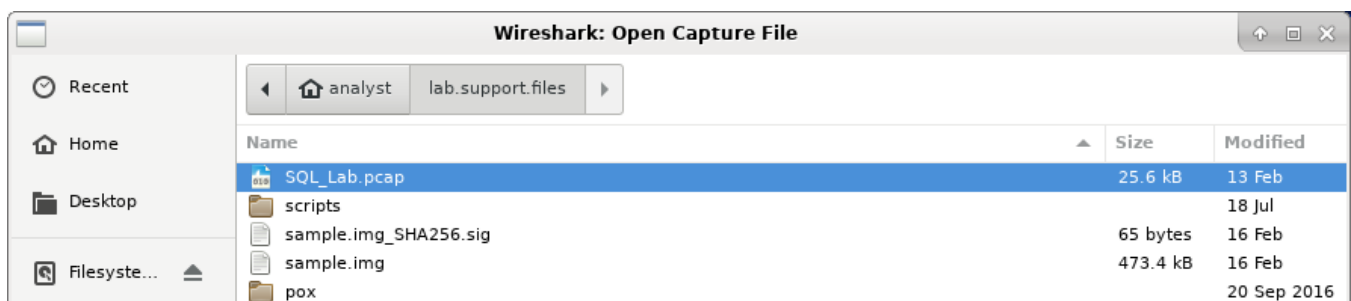 Wireshark: Open Capture File
Recent
analyst lab.support.files
Home
Name Size Modified
SQL_Lab.pcap 25.6 kB 13 Feb
Desktop
scripts 18 Jul
sample.img_SHA256.sig 65 bytes 16 Feb
Filesyste...
sample.img 473.4 kB 16 Feb
pox 20 Sep 2016